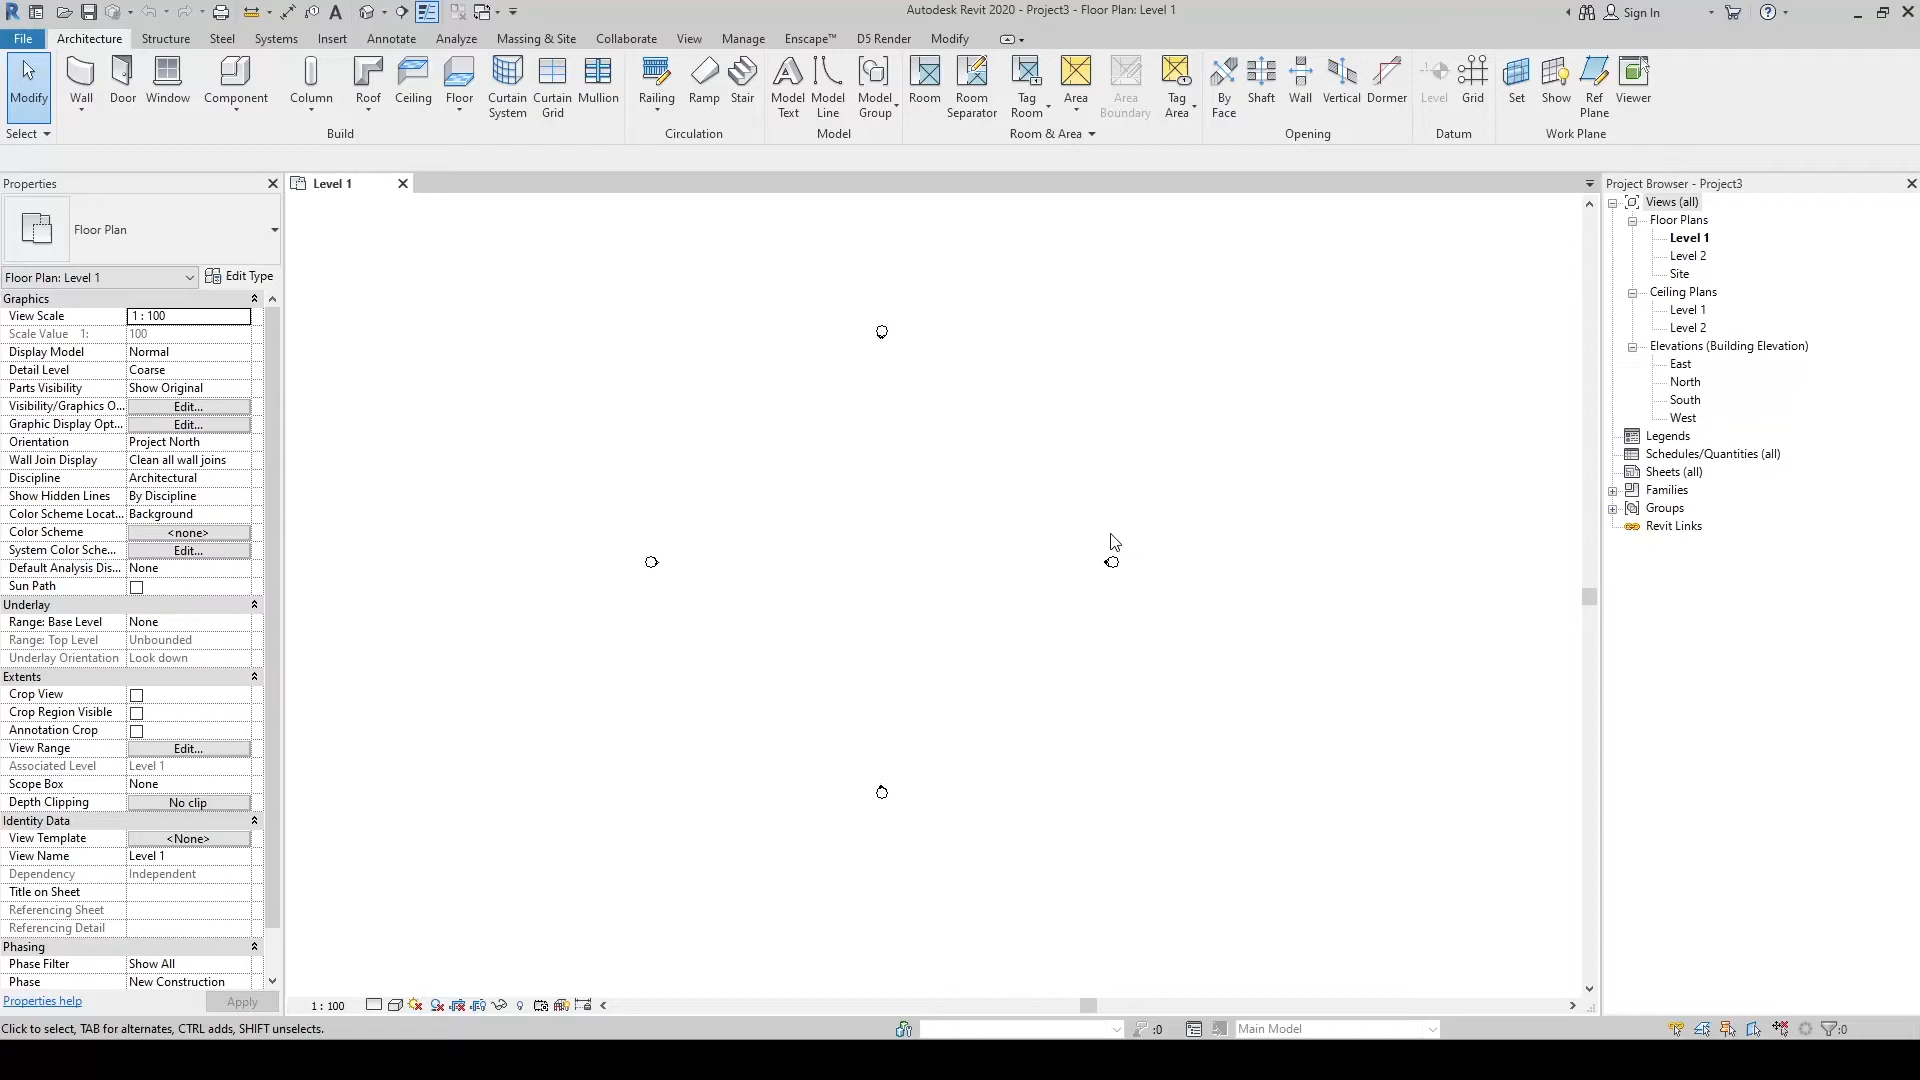 Autodesk Revit 2020 - Project3 - Floor Plan: Level 1
Sign In
File Architecture Structure Steel Systems Insert Annotate Analyze Massing & Site Collaborate View Manage Enscape™ D5 Render Modify
Modify Wall Door Window Component Column Roof Ceiling Floor Curtain System Curtain Grid Mullion Railing Ramp Stair Model Text Model Line Model Group Room Room Separator Tag Room Area Area Boundary Tag Area By Face Shaft Wall Vertical Dormer Level Grid Set Show Ref Plane Viewer
Select Build Circulation Model Room & Area Opening Datum Work Plane
Properties
Floor Plan
Floor Plan: Level 1 Edit Type
Graphics
View Scale 1 : 100
Scale Value 1: 100
Display Model Normal
Detail Level Coarse
Parts Visibility Show Original
Visibility/Graphics O... Edit...
Graphic Display Opt... Edit...
Orientation Project North
Wall Join Display Clean all wall joins
Discipline Architectural
Show Hidden Lines By Discipline
Color Scheme Locat... Background
Color Scheme <none>
System Color Sche... Edit...
Default Analysis Dis... None
Sun Path
Underlay
Range: Base Level None
Range: Top Level Unbounded
Underlay Orientation Look down
Extents
Crop View
Crop Region Visible
Annotation Crop
View Range Edit...
Associated Level Level 1
Scope Box None
Depth Clipping No clip
Identity Data
View Template <None>
View Name Level 1
Dependency Independent
Title on Sheet
Referencing Sheet
Referencing Detail
Phasing
Phase Filter Show All
Phase New Construction
Properties help Apply
Level 1
1 : 100
Project Browser - Project3
Views (all)
Floor Plans
Level 1
Level 2
Site
Ceiling Plans
Level 1
Level 2
Elevations (Building Elevation)
East
North
South
West
Legends
Schedules/Quantities (all)
Sheets (all)
Families
Groups
Revit Links
Click to select, TAB for alternates, CTRL adds, SHIFT unselects. :0 Main Model :0